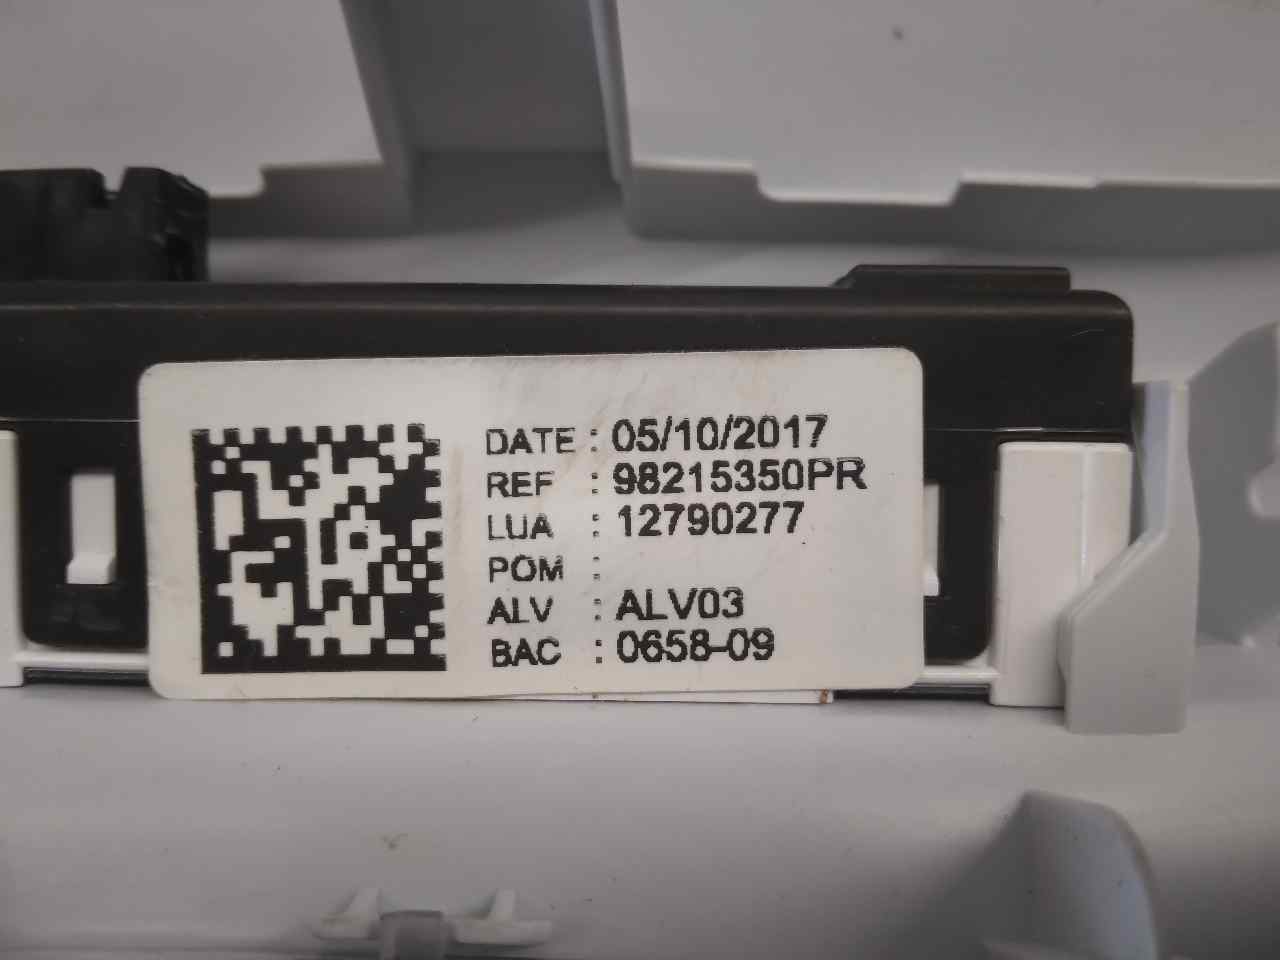 DATE : 05/10/2017
REF : 98215350PR
LUA : 12790277
POM :
ALV : ALV03
BAC : 0658-09